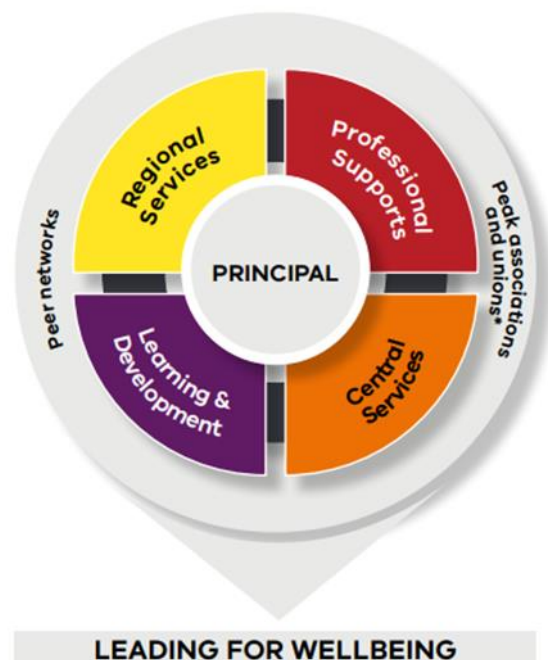 Regional
Services
Professional
Supports
Peer networks
PRINCIPAL
Peak associations
and unions*
Learning &
Development
Central
Services
LEADING FOR WELLBEING